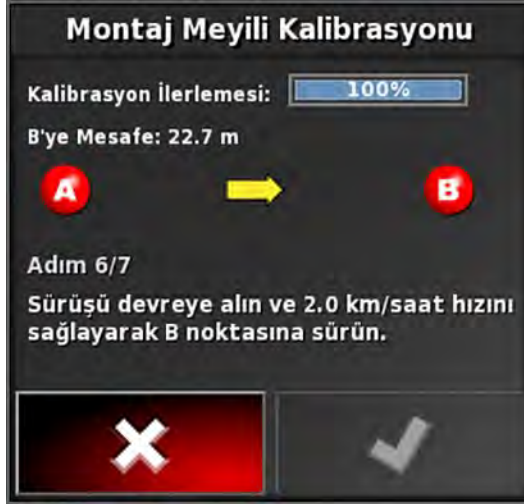 Montaj Meyili Kalibrasyonu
Kalibrasyon İlerlemesi: 100%
B'ye Mesafe: 22.7 m
A B
Adım 6/7
Sürüşü devreye alın ve 2.0 km/saat hızını
sağlayarak B noktasına sürün.